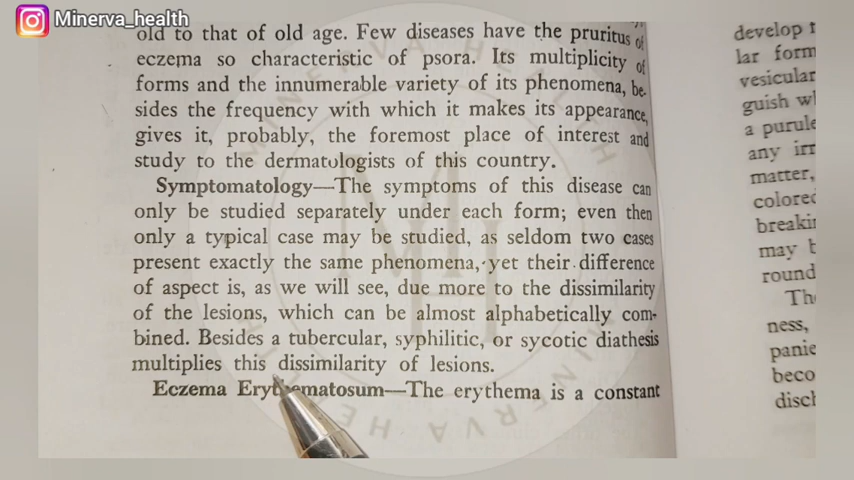 Minerva_health
old to that of old age. Few diseases have the pruritus of
eczema so characteristic of psora. Its multiplicity of
forms and the innumerable variety of its phenomena, be-
sides the frequency with which it makes its appearance,
gives it, probably, the foremost place of interest and
study to the dermatologists of this country.
Symptomatology—The symptoms of this disease can
only be studied separately under each form; even then
only a typical case may be studied, as seldom two cases
present exactly the same phenomena, yet their difference
of aspect is, as we will see, due more to the dissimilarity
of the lesions, which can be almost alphabetically com-
bined. Besides a tubercular, syphilitic, or sycotic diathesis
multiplies this dissimilarity of lesions.
Eczema Erythematosum—The erythema is a constant
develop
lar form
vesicular
guish
a purule
any irr
matter,
colored
breakin
may
round
Th
ness,
panie
beco
disch
MINERVA HEALTH
MH